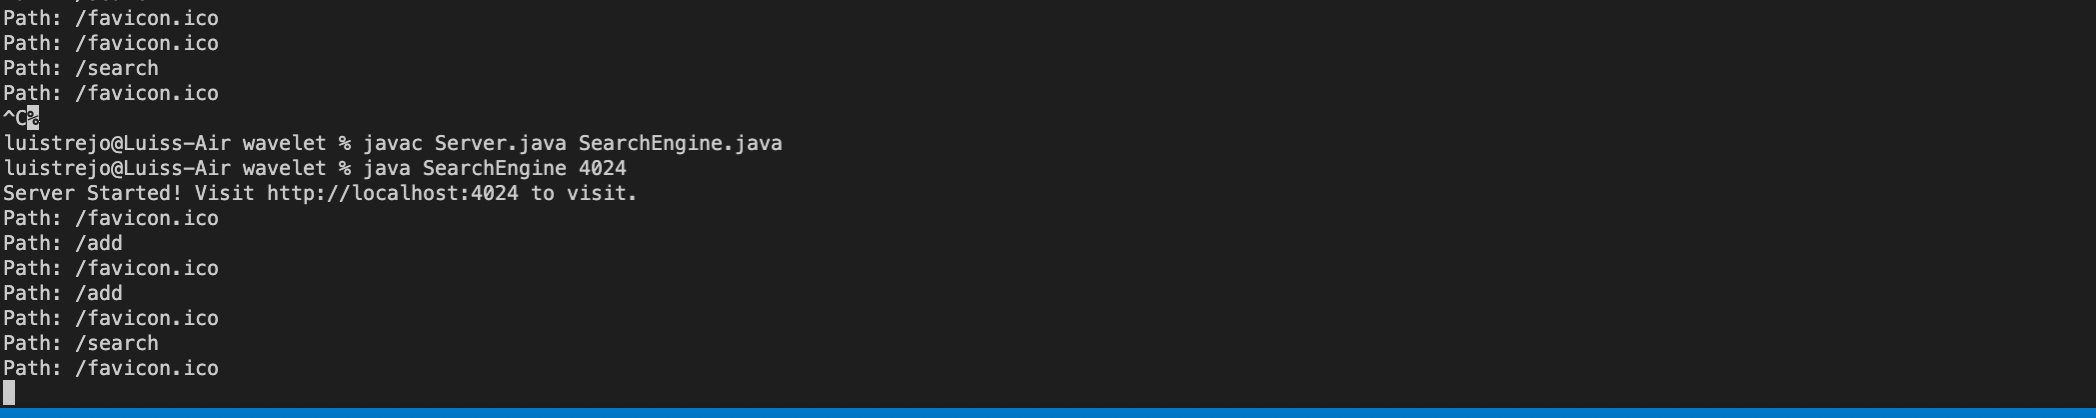 Path: /favicon.ico
Path: /favicon.ico
Path: /search
Path: /favicon.ico
^C%
luistrejo@Luiss-Air wavelet % javac Server.java SearchEngine.java
luistrejo@Luiss-Air wavelet % java SearchEngine 4024
Server Started! Visit http://localhost:4024 to visit.
Path: /favicon.ico
Path: /add
Path: /favicon.ico
Path: /add
Path: /favicon.ico
Path: /search
Path: /favicon.ico